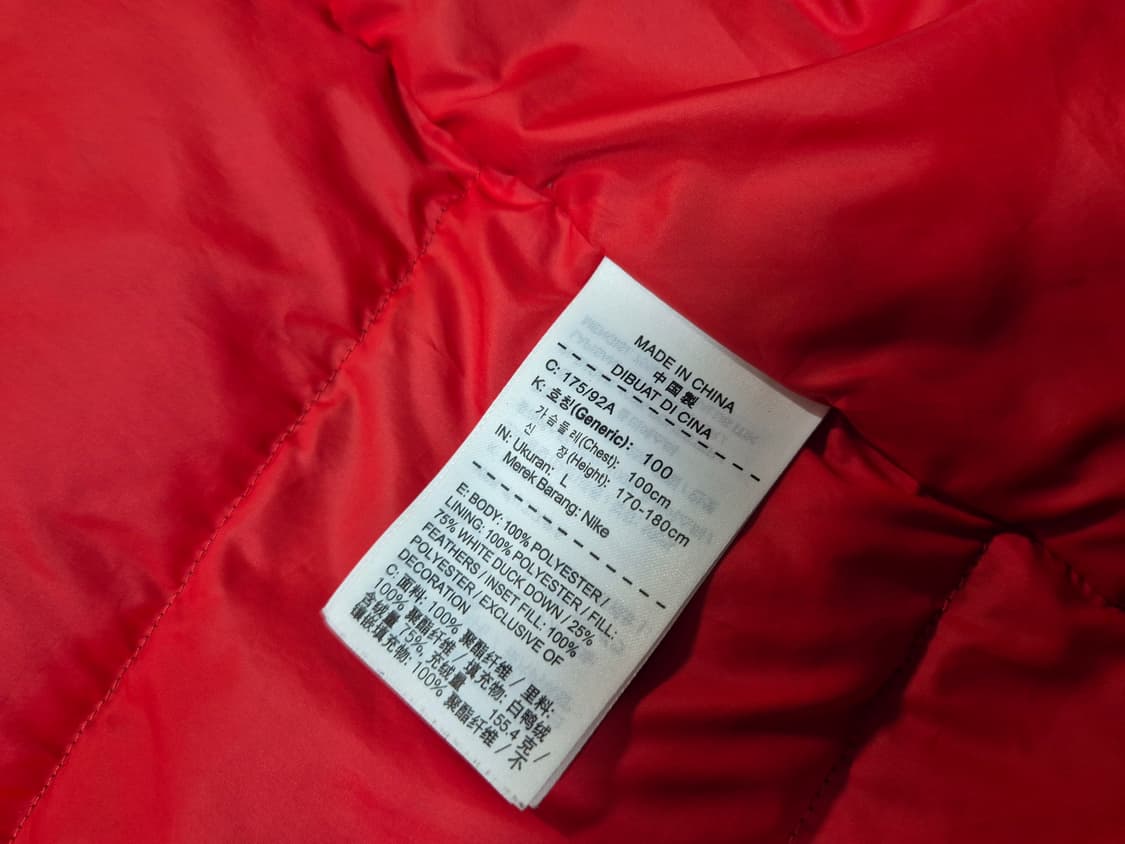 MADE IN CHINA
中国製
DIBUAT DI CINA
C: 175/92A
K: 호칭(Generic): 100
가슴둘레(Chest): 100cm
신 장(Height): 170-180cm
IN: Ukuran: L
Merek Barang: Nike
E: BODY: 100% POLYESTER /
LINING: 100% POLYESTER / FILL:
75% WHITE DUCK DOWN / 25%
FEATHERS / INSET FILL: 100%
POLYESTER / EXCLUSIVE OF
DECORATION
C: 面料: 100% 聚酯纤维 / 里料:
100% 聚酯纤维 / 填充物: 白鸭绒
含绒量 75%, 充绒量 155.4 克 /
镶嵌填充物: 100% 聚酯纤维 / 不